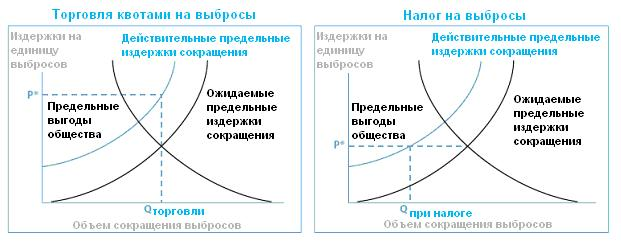 Торговля квотами на выбросы
Издержки на
единицу
выбросов
Действительные предельные
издержки сокращения
P*
Предельные
выгоды
общества
Ожидаемые
предельные
издержки
сокращения
Qторговли
Объем сокращения выбросов
Налог на выбросы
Издержки на
единицу
выбросов
Действительные предельные
издержки сокращения
Предельные
выгоды
общества
Ожидаемые
предельные
издержки
сокращения
P*
Qпри налоге
Объем сокращения выбросов